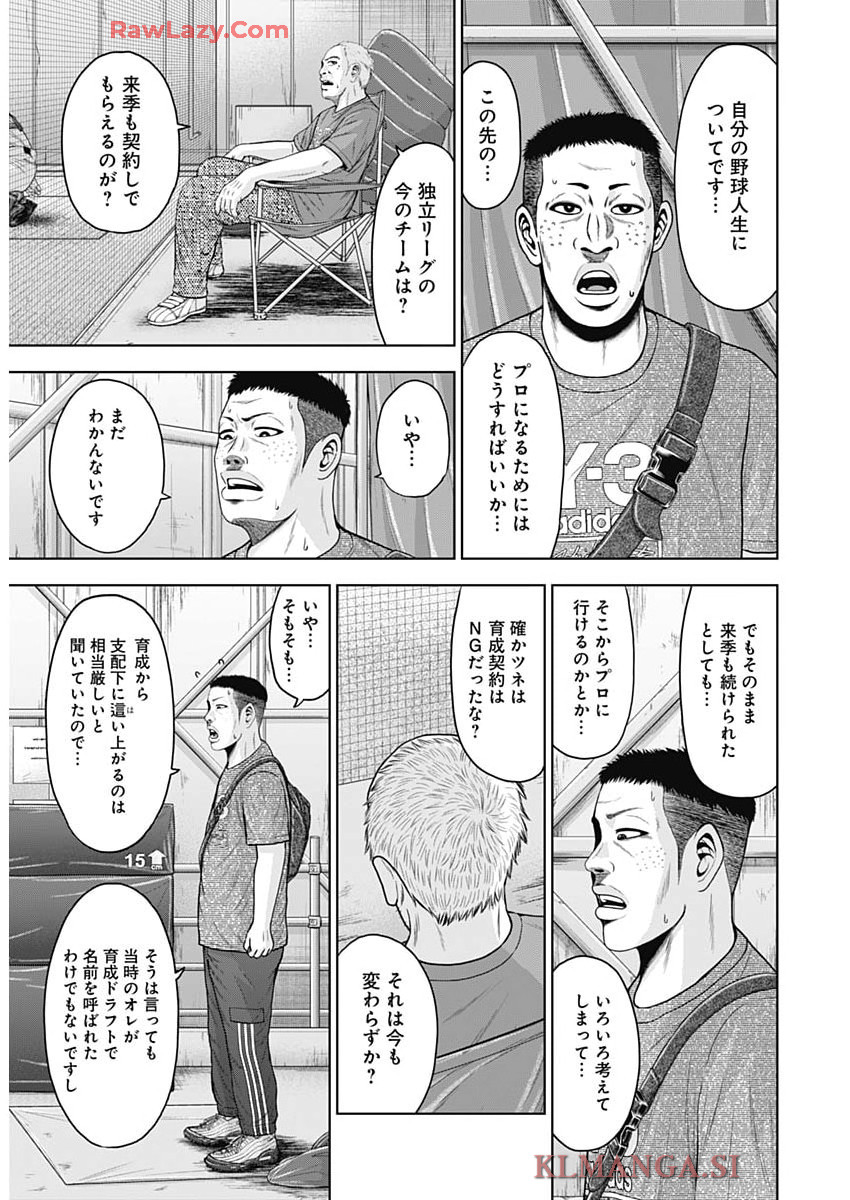 RawLazy.Com
自分の野球人生に
ついてです…
この先の…
プロになるためには
どうすればいいか…
Y-3
adidas
独立リーグの
今のチームは？
来季も契約しで
もらえるのが？
いや…
まだ
わかんないです
でもそのまま
来季も続けられた
としても…
そこからプロに
行けるのかとか…
いろいろ考えて
しまって…
確かツネは
育成契約は
NGだったな？
それは今も
変わらずか？
いや…
そもそも…
育成から
支配下に這い上がるのは
は
相当厳しいと
聞いていたので…
15cm
そうは言っても
当時のオレが
育成ドラフトで
名前を呼ばれた
わけでもないですし
KLMANGA.SI